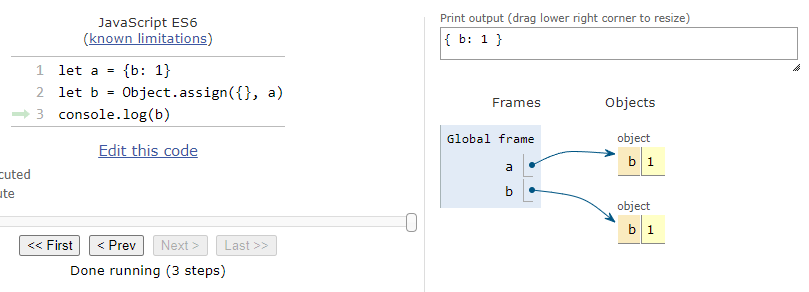 JavaScript ES6
(known limitations)
1 let a = {b: 1}
2 let b = Object.assign({}, a)
3 console.log(b)
Edit this code
cuted
ute
<< First < Prev Next > Last >>
Done running (3 steps)
Print output (drag lower right corner to resize)
{ b: 1 }
Frames Objects
Global frame
a
b
object
b 1
object
b 1